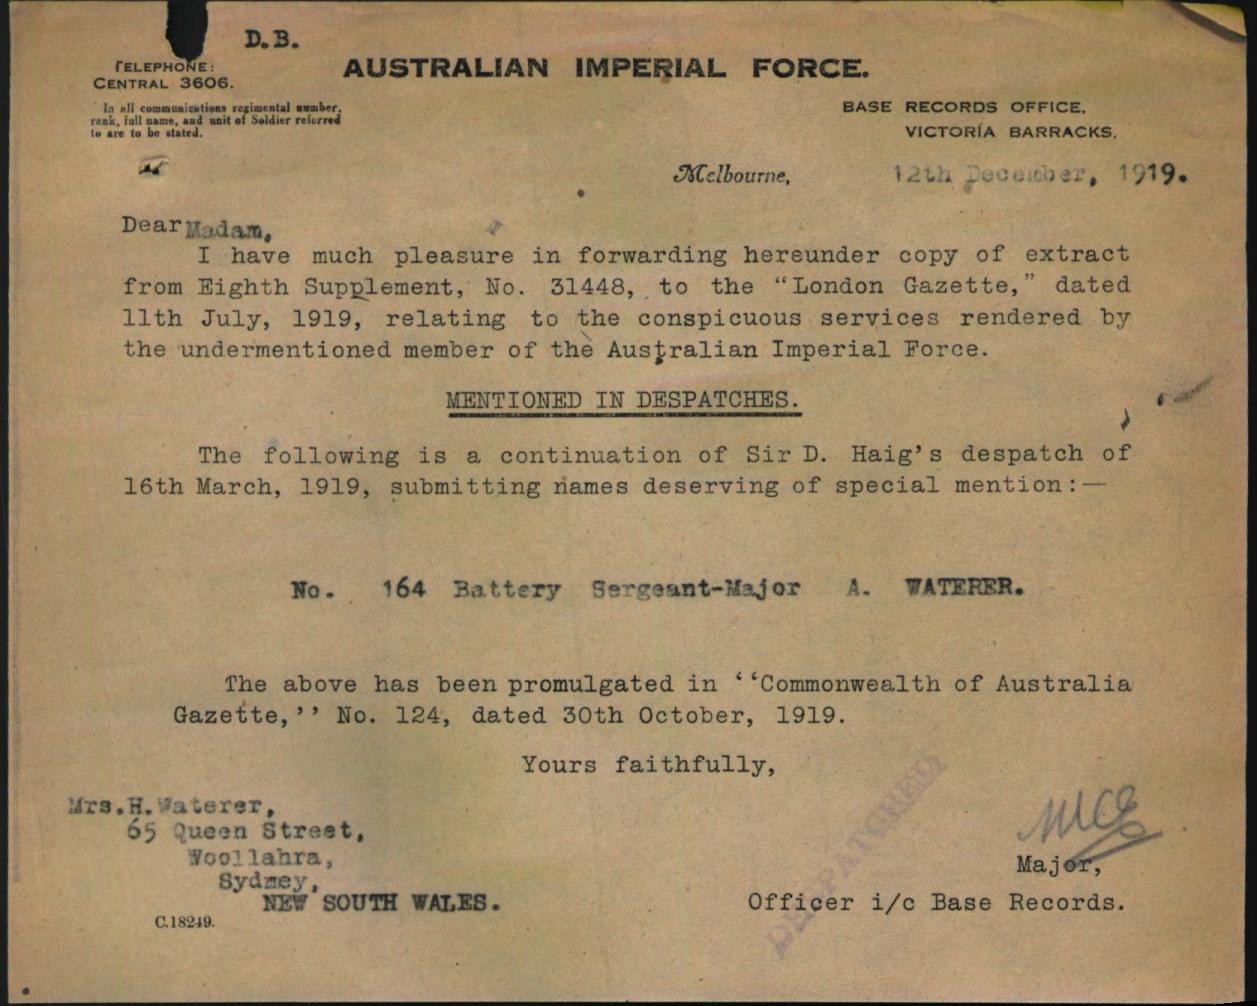 D.B.
TELEPHONE:
CENTRAL 3606.
AUSTRALIAN IMPERIAL FORCE.
In all communications regimental number,
rank, full name, and unit of Soldier referred
to are to be stated.
BASE RECORDS OFFICE,
VICTORIA BARRACKS,
Melbourne, 12th December, 1919.
Dear Madam,
I have much pleasure in forwarding hereunder copy of extract
from Eighth Supplement, No. 31448, to the “London Gazette,” dated
11th July, 1919, relating to the conspicuous services rendered by
the undermentioned member of the Australian Imperial Force.
MENTIONED IN DESPATCHES.
The following is a continuation of Sir D. Haig's despatch of
16th March, 1919, submitting names deserving of special mention:—
No. 164 Battery Sergeant-Major A. WATERER.
The above has been promulgated in ‘‘Commonwealth of Australia
Gazette,’’ No. 124, dated 30th October, 1919.
Yours faithfully,
Mrs.H.Waterer,
65 Queen Street,
Woollahra,
Sydney,
NEW SOUTH WALES.
C.18249.
DESPATCHED
Major,
Officer i/c Base Records.